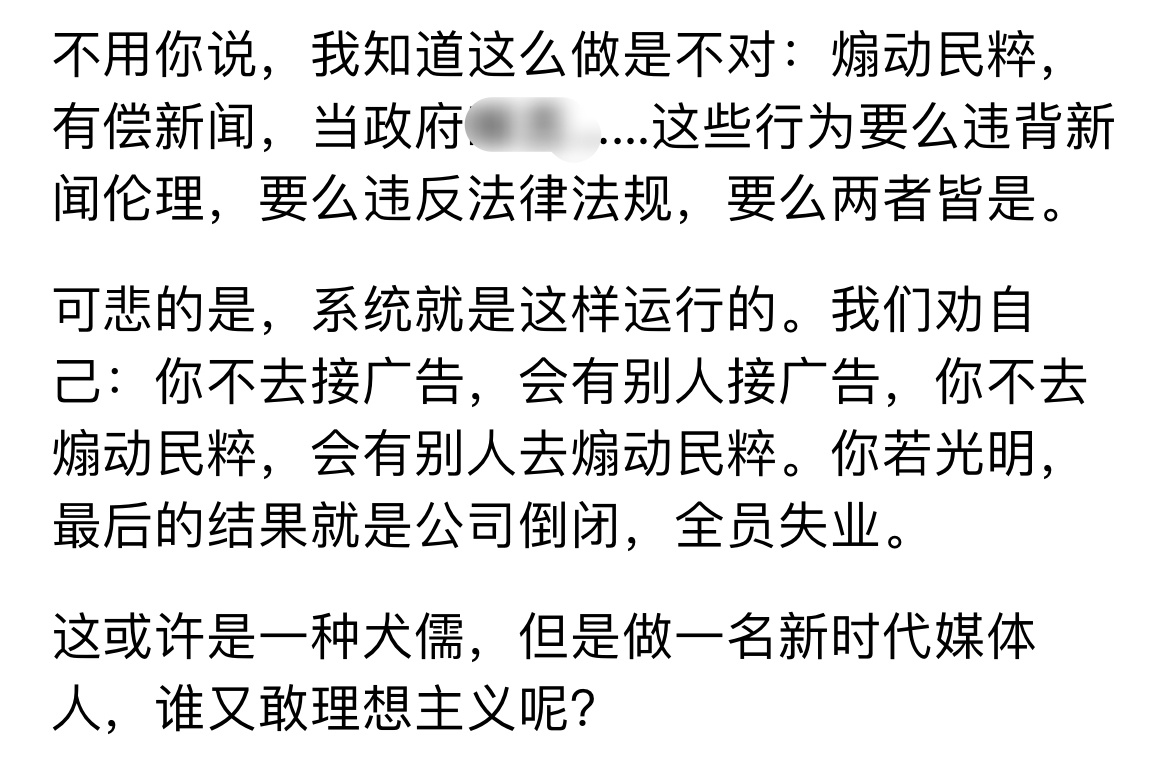 不用你说，我知道这么做是不对：煽动民粹，
有偿新闻，当政府....这些行为要么违背新
闻伦理，要么违反法律法规，要么两者皆是。
可悲的是，系统就是这样运行的。我们劝自
己：你不去接广告，会有别人接广告，你不去
煽动民粹，会有别人去煽动民粹。你若光明，
最后的结果就是公司倒闭，全员失业。
这或许是一种犬儒，但是做一名新时代媒体
人，谁又敢理想主义呢？